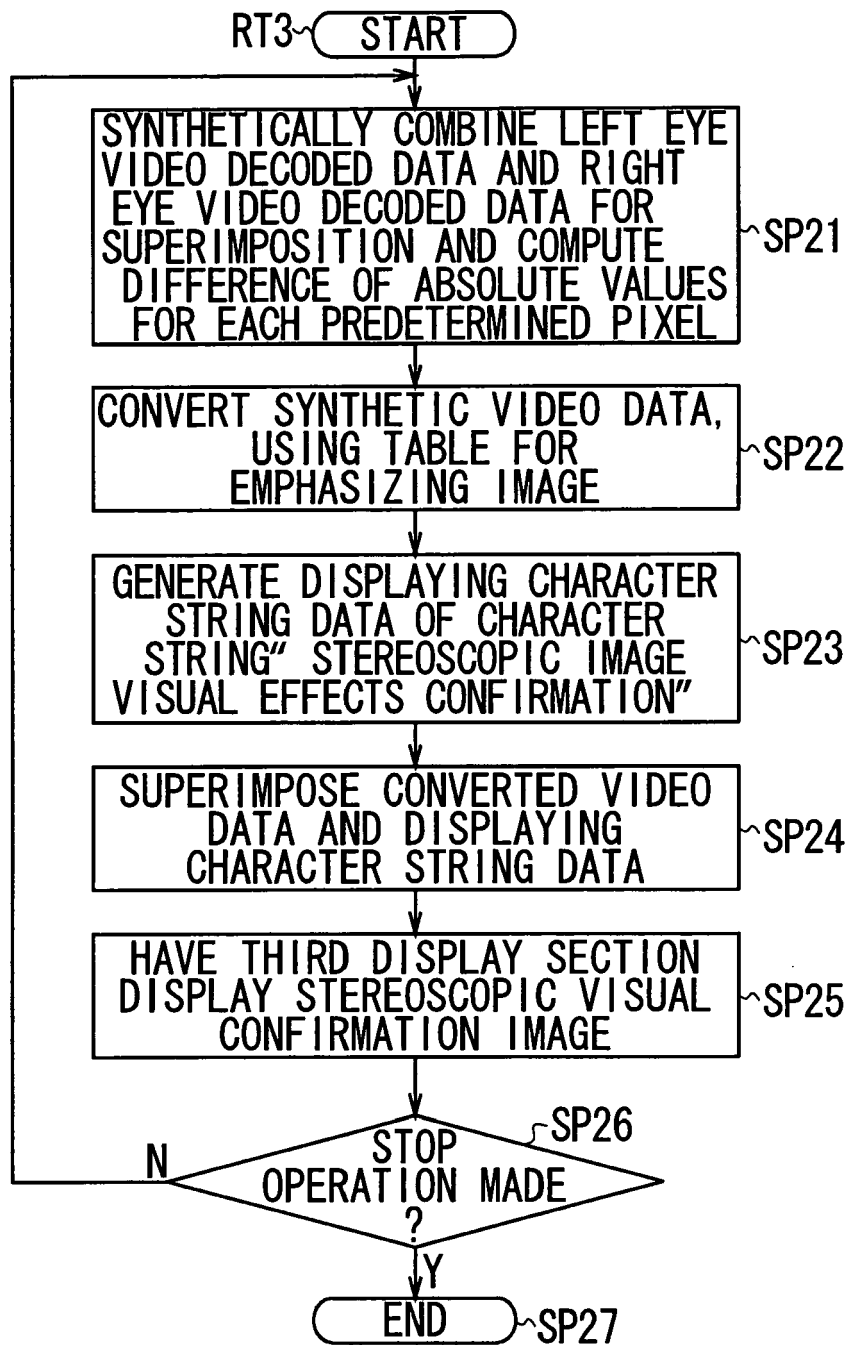 RT3
START
SYNTHETICALLY COMBINE LEFT EYE
VIDEO DECODED DATA AND RIGHT
EYE VIDEO DECODED DATA FOR
SUPERIMPOSITION AND COMPUTE
DIFFERENCE OF ABSOLUTE VALUES
FOR EACH PREDETERMINED PIXEL
SP21
CONVERT SYNTHETIC VIDEO DATA,
USING TABLE FOR
EMPHASIZING IMAGE
SP22
GENERATE DISPLAYING CHARACTER
STRING DATA OF CHARACTER
STRING" STEREOSCOPIC IMAGE
VISUAL EFFECTS CONFIRMATION"
SP23
SUPERIMPOSE CONVERTED VIDEO
DATA AND DISPLAYING
CHARACTER STRING DATA
SP24
HAVE THIRD DISPLAY SECTION
DISPLAY STEREOSCOPIC VISUAL
CONFIRMATION IMAGE
SP25
SP26
STOP
OPERATION MADE
?
N
Y
END
SP27